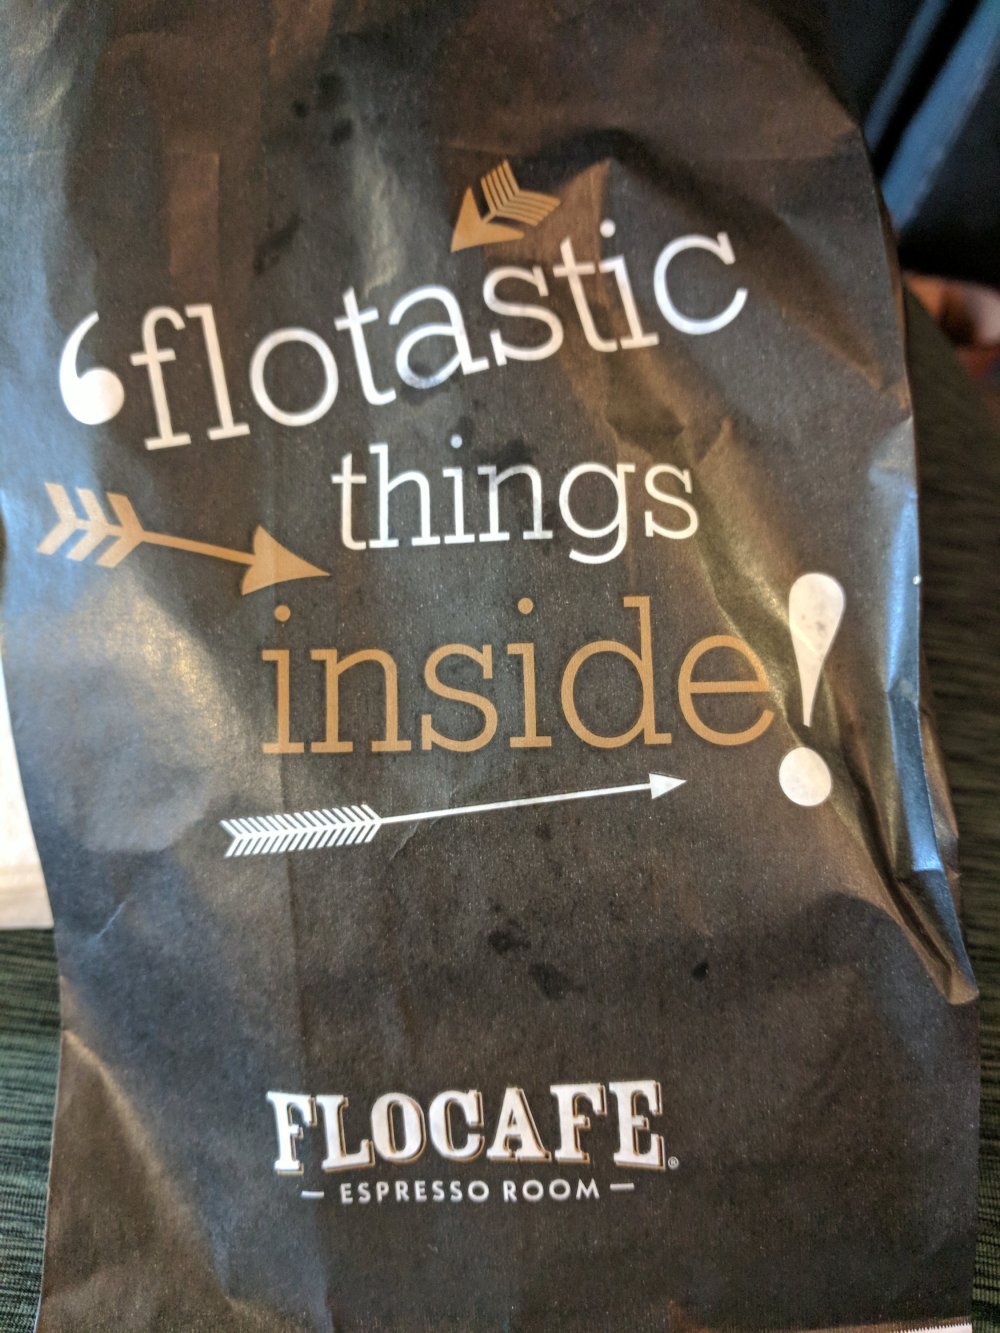 ‘flotastic
things
inside!
FLOCAFE®
– ESPRESSO ROOM –